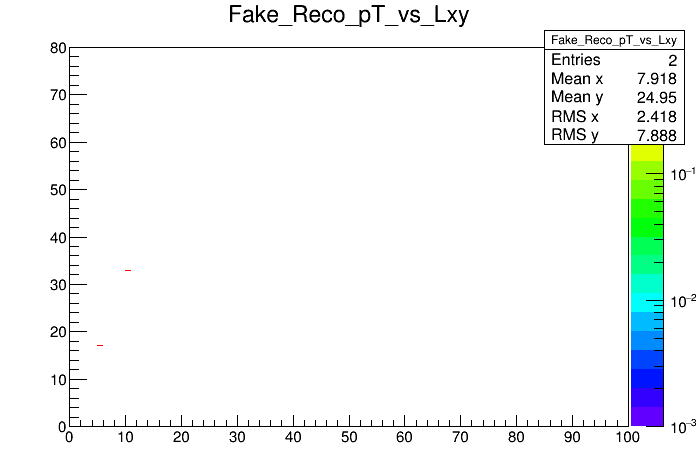 Fake_Reco_pT_vs_Lxy
Fake_Reco_pT_vs_Lxy
Entries 2
Mean x 7.918
Mean y 24.95
RMS x 2.418
RMS y 7.888
80
70
60
50
40
30
20
10
0
0 10 20 30 40 50 60 70 80 90 100
10⁻¹
10⁻²
10⁻³